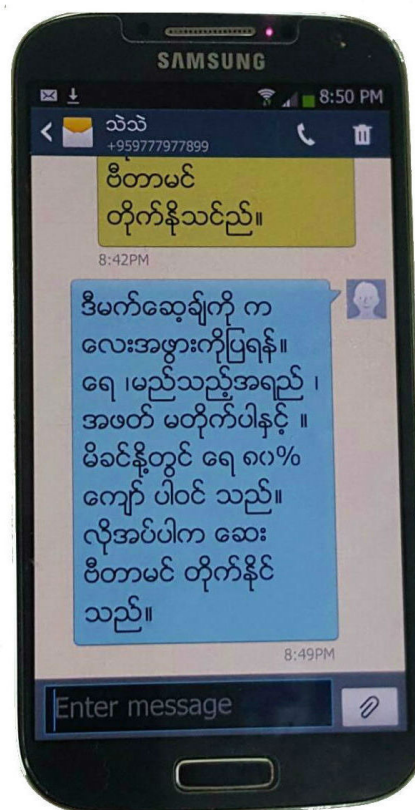 SAMSUNG
8:50 PM
သဲသဲ
+959777977899
ဗီတာမင်
တိုက်နိုသင်ည်။
8:42PM
ဒီမက်ဆေ့ချ်ကို က
လေးအဖွားကိုပြရန်။
ရေ ၊မည်သည့်အရည် ၊
အဖတ် မတိုက်ပါနှင့် ။
မိခင်နို့တွင် ရေ ၈၀%
ကျော် ပါဝင် သည်။
လိုအပ်ပါက ဆေး
ဗီတာမင် တိုက်နိုင်
သည်။
8:49PM
Enter message